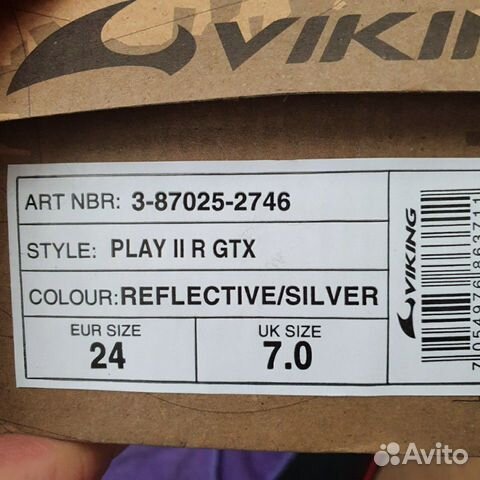 VIKING
ART NBR: 3-87025-2746
STYLE: PLAY II R GTX
COLOUR: REFLECTIVE/SILVER
EUR SIZE
24
UK SIZE
7.0
VIKING
Avito